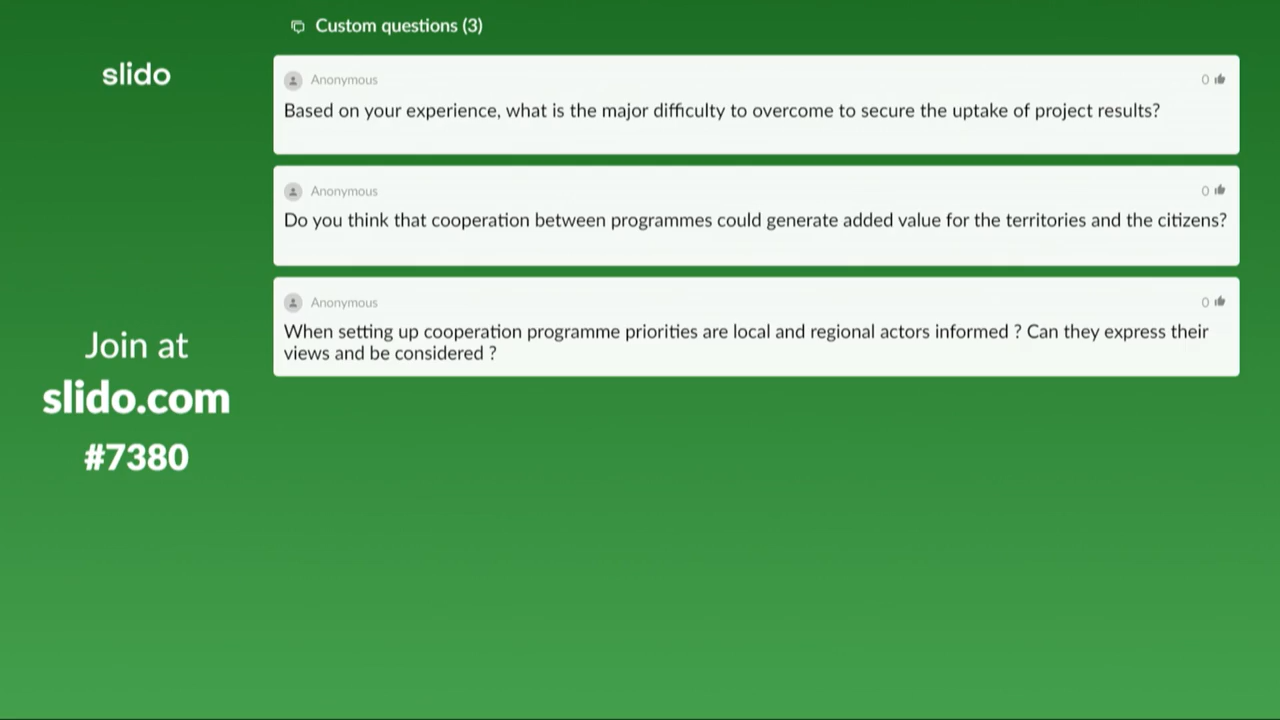 Custom questions (3)
slido
Anonymous
0
Based on your experience, what is the major difficulty to overcome to secure the uptake of project results?
Anonymous
0
Do you think that cooperation between programmes could generate added value for the territories and the citizens?
Anonymous
0
When setting up cooperation programme priorities are local and regional actors informed ? Can they express their
views and be considered ?
Join at
slido.com
#7380